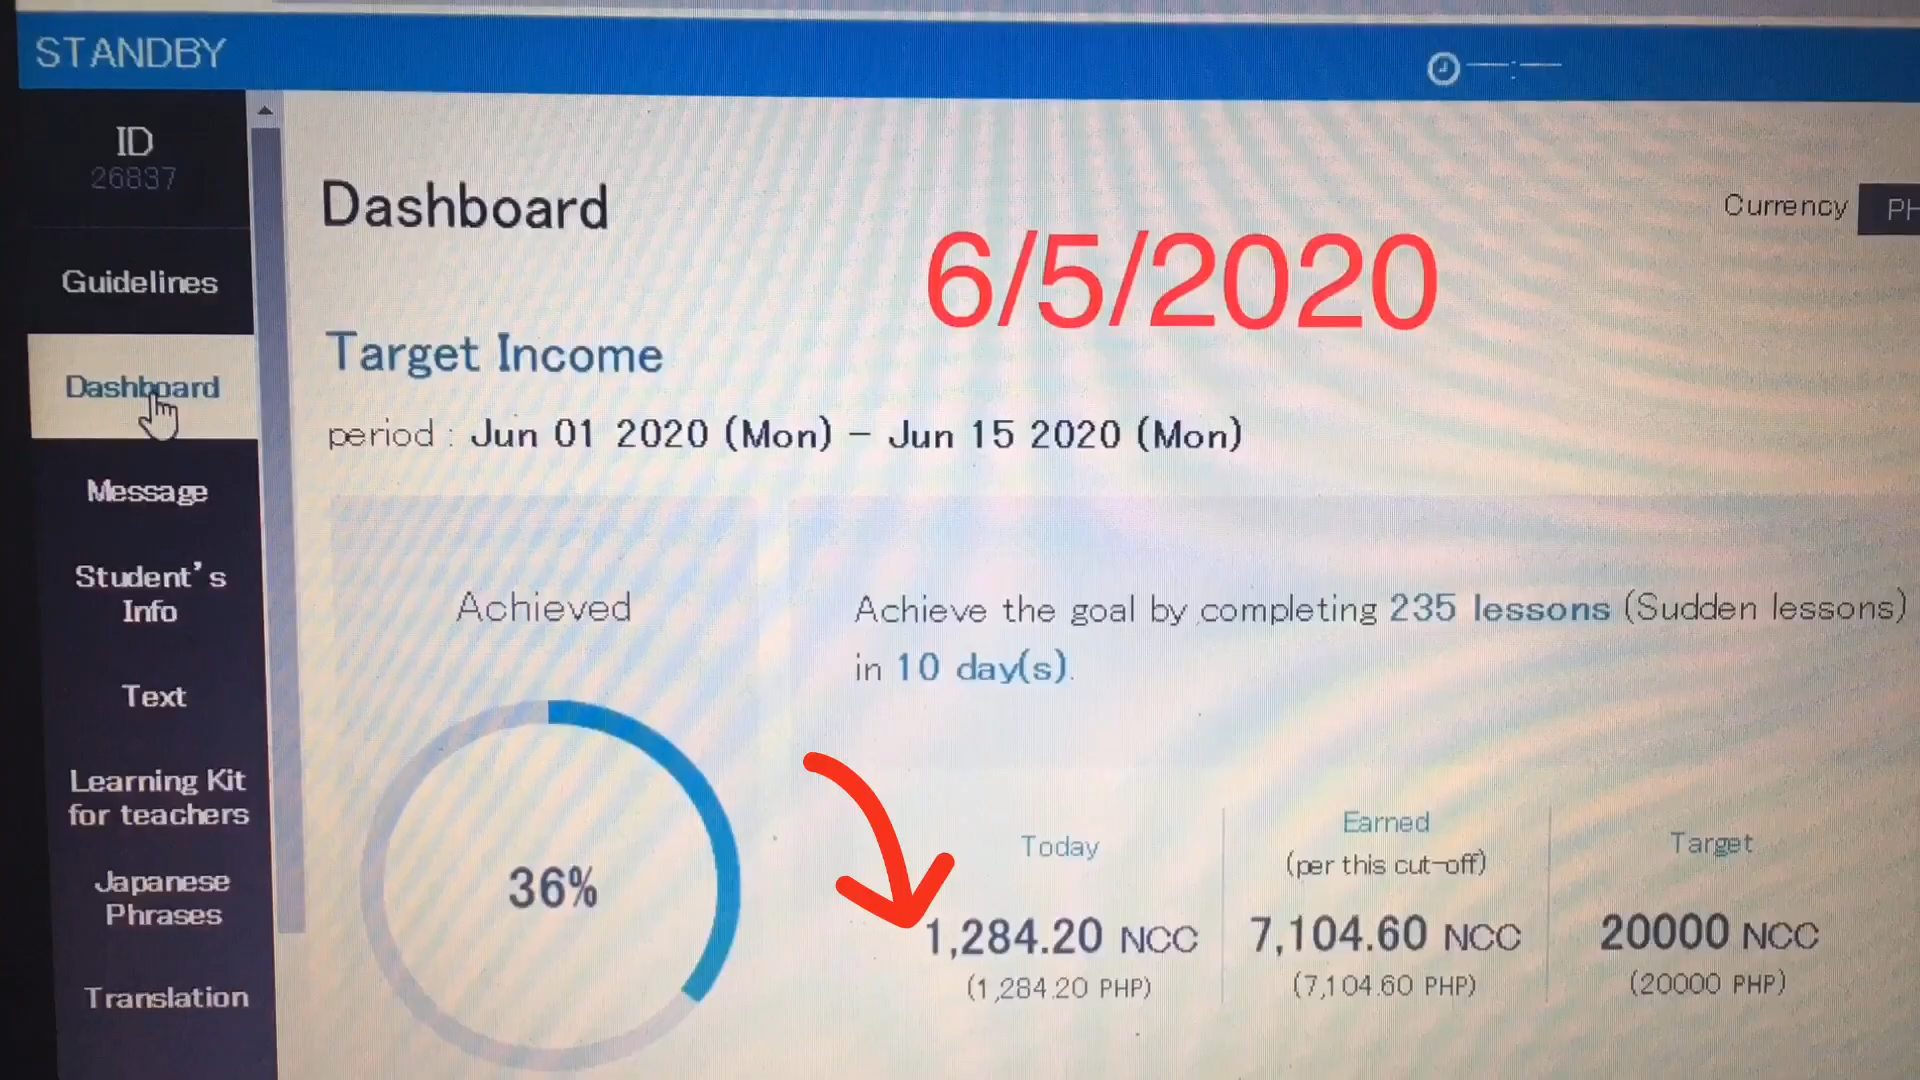 STANDBY
ID
26837
Guidelines
Dashboard
Message
Student's
Info
Text
Learning Kit
for teachers
Japanese
Phrases
Translation
Dashboard
Currency
6/5/2020
Target Income
period : Jun 01 2020 (Mon) - Jun 15 2020 (Mon)
Achieved
36%
Achieve the goal by completing 235 lessons (Sudden lessons)
in 10 day(s).
Today
1,284.20 NCC
(1,284.20 PHP)
Earned
(per this cut-off)
7,104.60 NCC
(7,104.60 PHP)
Target
20000 NCC
(20000 PHP)